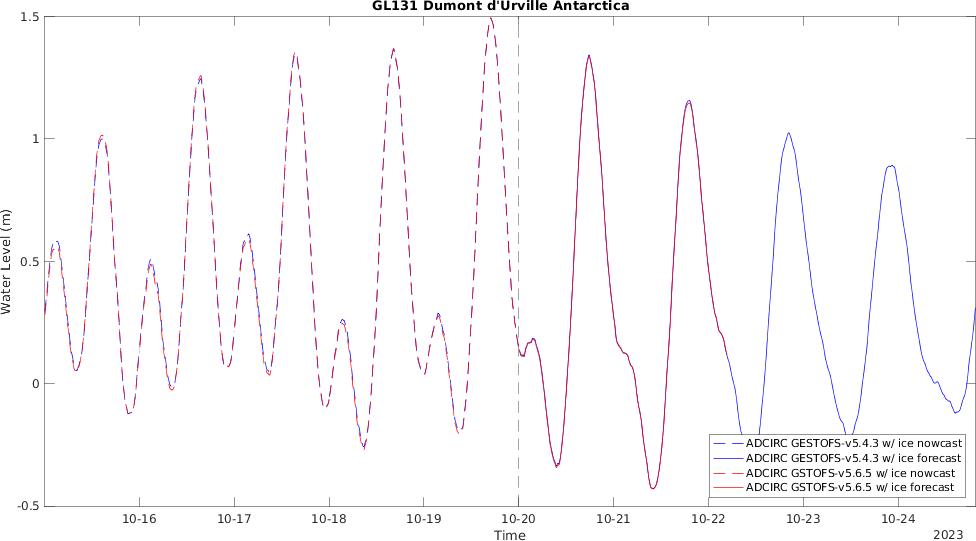 GL131 Dumont d'Urville Antarctica
1.5
1
0.5
0
-0.5
Water Level (m)
10-16
10-17
10-18
10-19
10-20
10-21
10-22
10-23
10-24
Time
2023
ADCIRC GESTOFS-v5.4.3 w/ ice nowcast
ADCIRC GESTOFS-v5.4.3 w/ ice forecast
ADCIRC GSTOFS-v5.6.5 w/ ice nowcast
ADCIRC GSTOFS-v5.6.5 w/ ice forecast